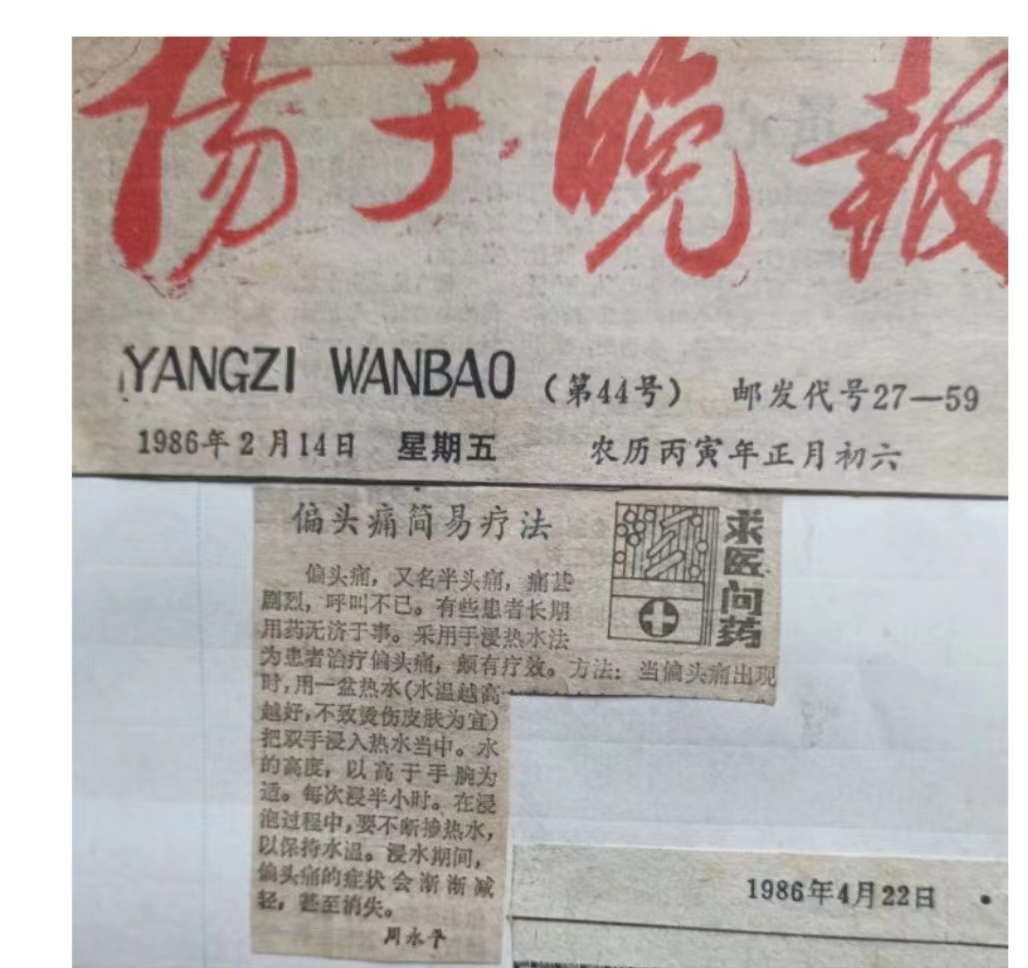 揚子晚報
YANGZI WANBAO (第44号) 邮发代号27—59
1986年2月14日 星期五 农历丙寅年正月初六
偏头痛简易疗法
求医问药
偏头痛，又名半头痛，痛甚
剧烈，呼叫不已。有些患者长期
用药无济于事。采用手浸热水法
为患者治疗偏头痛，颇有疗效。方法：当偏头痛出现
时，用一盆热水(水温越高
越好，不致烫伤皮肤为宜)
把双手浸入热水当中。水
的高度，以高于手腕为
适。每次浸半小时。在浸
泡过程中，要不断掺热水，
以保持水温。浸水期间，
偏头痛的症状会渐渐减
轻，甚至消失。
周永平
1986年4月22日 ·